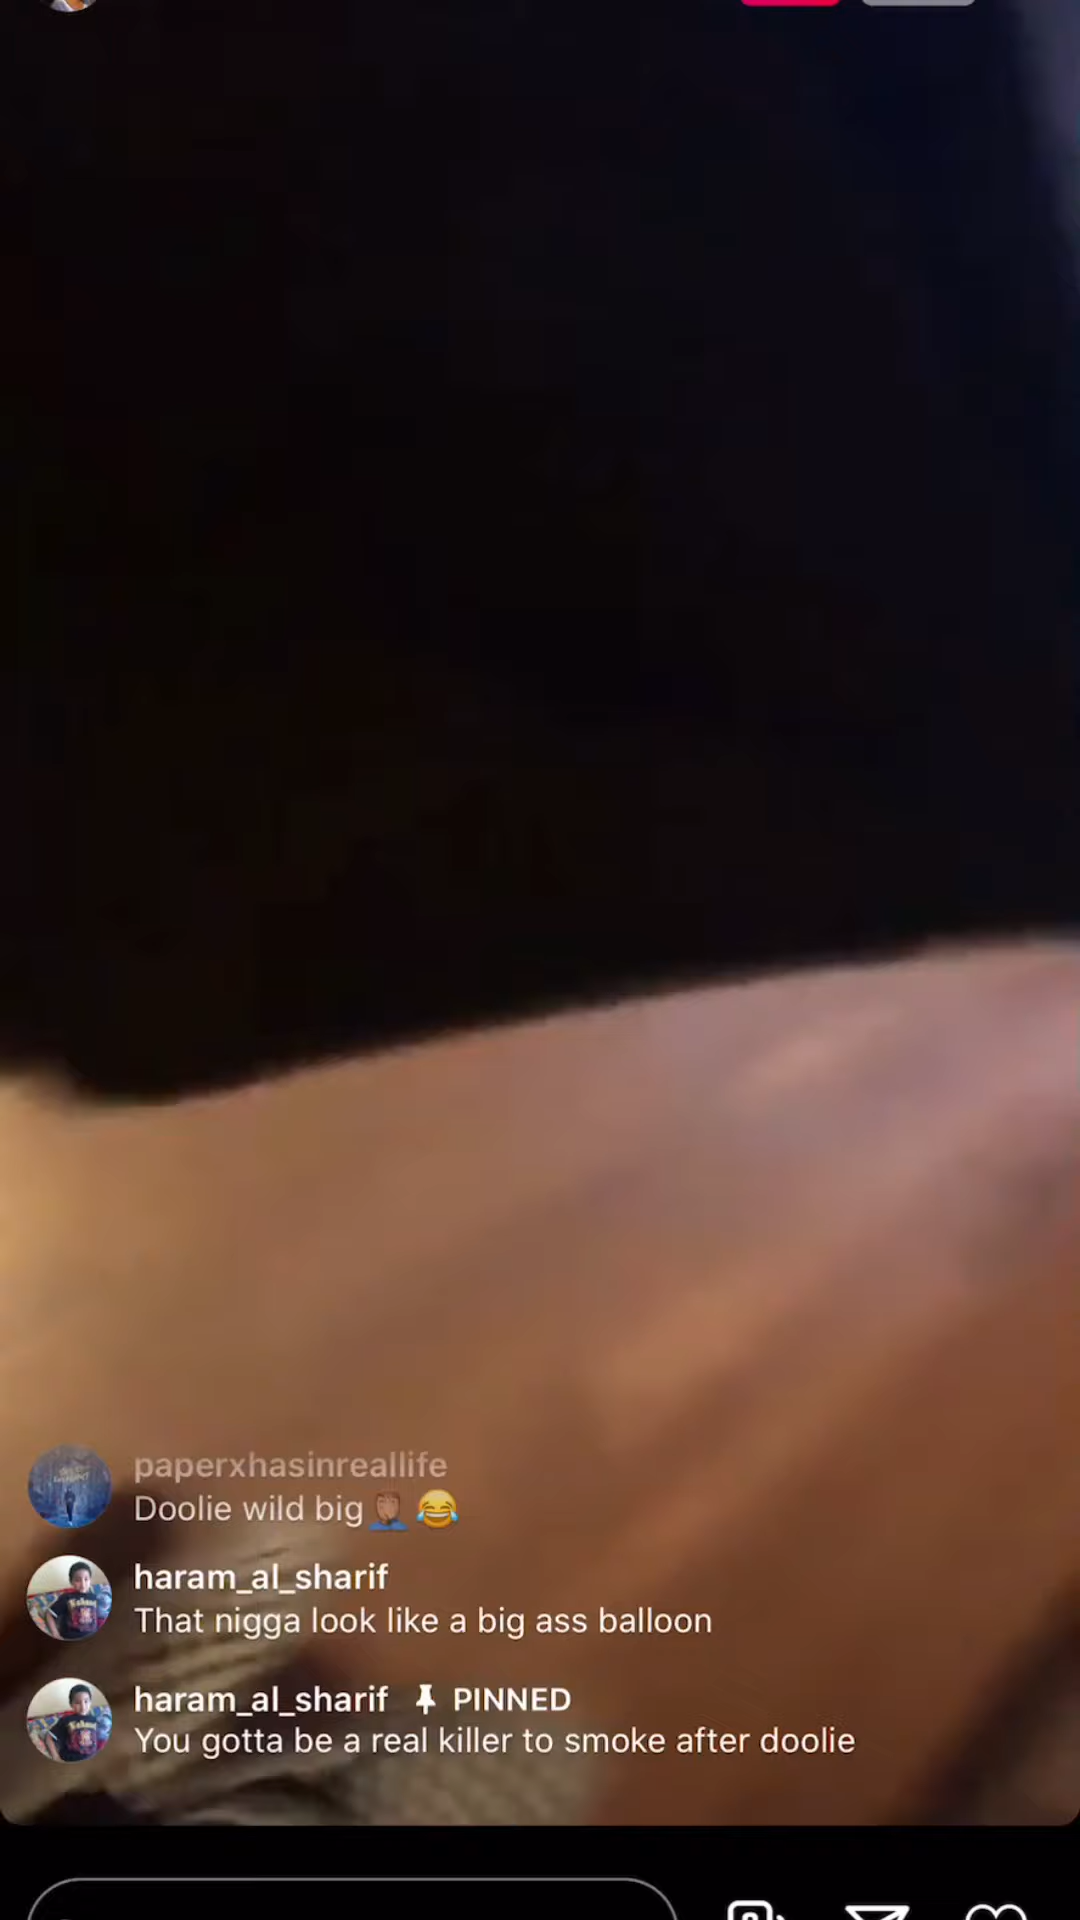 paperxhasinreallife
Doolie wild big🤦🏽‍♂️😂
haram_al_sharif
That nigga look like a big ass balloon
haram_al_sharif 📌 PINNED
You gotta be a real killer to smoke after doolie